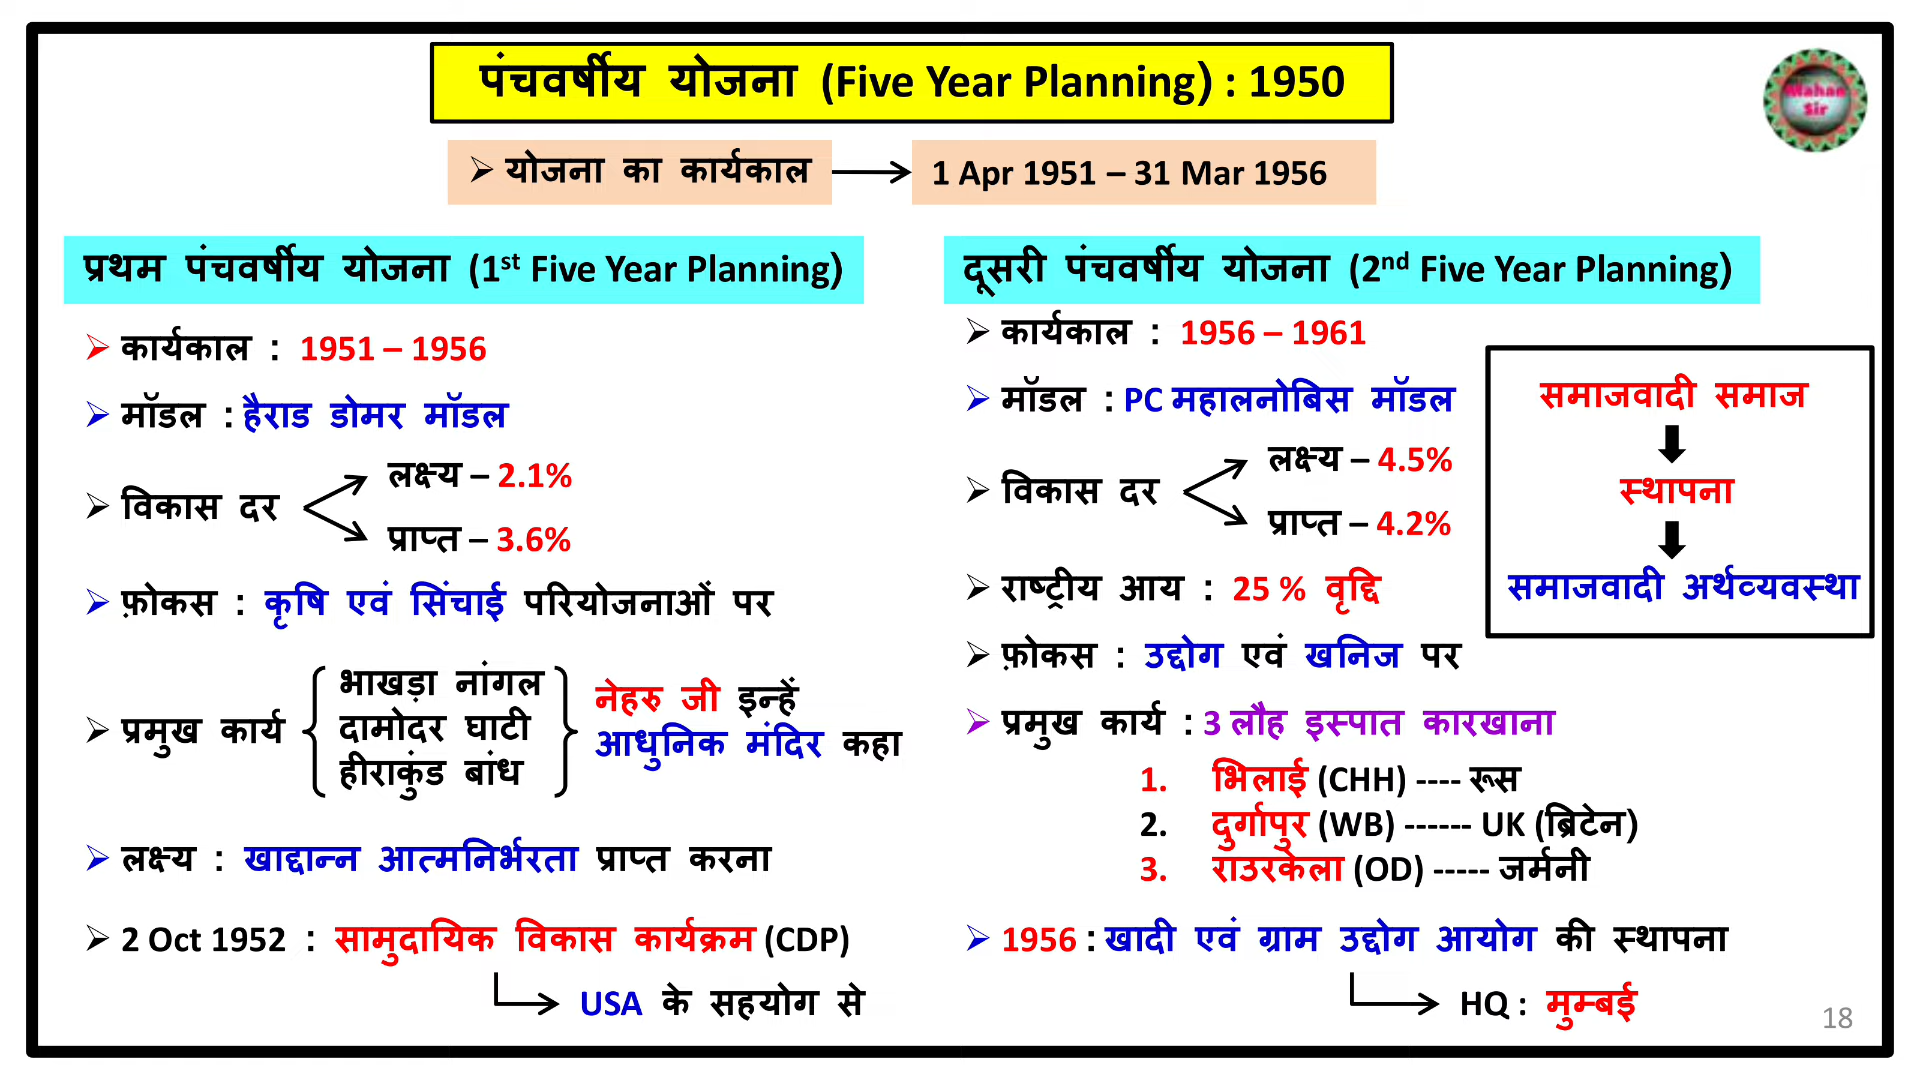 पंचवर्षीय योजना (Five Year Planning) : 1950
Mahan
Sir
योजना का कार्यकाल
1 Apr 1951 – 31 Mar 1956
प्रथम पंचवर्षीय योजना (1st Five Year Planning)
कार्यकाल : 1951 – 1956
मॉडल : हैराड डोमर मॉडल
विकास दर
लक्ष्य – 2.1%
प्राप्त – 3.6%
फ़ोकस : कृषि एवं सिंचाई परियोजनाओं पर
प्रमुख कार्य
भाखड़ा नांगल
दामोदर घाटी
हीराकुंड बांध
नेहरु जी इन्हें
आधुनिक मंदिर कहा
लक्ष्य : खाद्दान्न आत्मनिर्भरता प्राप्त करना
2 Oct 1952 : सामुदायिक विकास कार्यक्रम (CDP)
USA के सहयोग से
दूसरी पंचवर्षीय योजना (2nd Five Year Planning)
कार्यकाल : 1956 – 1961
मॉडल : PC महालनोबिस मॉडल
विकास दर
लक्ष्य – 4.5%
प्राप्त – 4.2%
राष्ट्रीय आय : 25 % वृद्दि
फ़ोकस : उद्दोग एवं खनिज पर
प्रमुख कार्य : 3 लौह इस्पात कारखाना
1. भिलाई (CHH) ---- रूस
2. दुर्गापुर (WB) ------ UK (ब्रिटेन)
3. राउरकेला (OD) ----- जर्मनी
1956 : खादी एवं ग्राम उद्दोग आयोग की स्थापना
HQ : मुम्बई
समाजवादी समाज
स्थापना
समाजवादी अर्थव्यवस्था
18